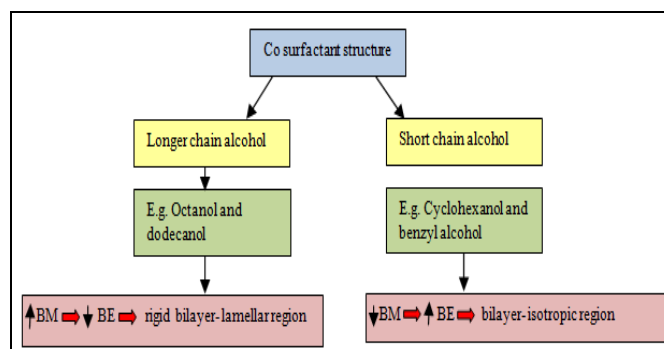 Co surfactant structure
Longer chain alcohol
Short chain alcohol
E.g. Octanol and
dodecanol
E.g. Cyclohexanol and
benzyl alcohol
↑BM ➡ ↓ BE ➡ rigid bilayer- lamellar region
↓BM ➡ ↑ BE ➡ bilayer- isotropic region